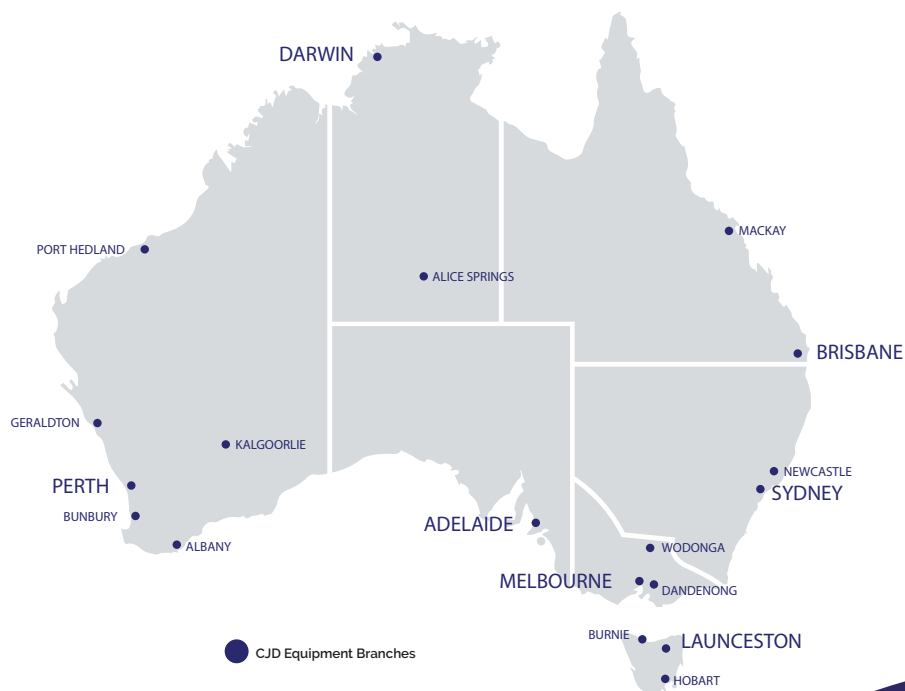 DARWIN
MACKAY
PORT HEDLAND
ALICE SPRINGS
BRISBANE
GERALDTON
KALGOORLIE
NEWCASTLE
PERTH
SYDNEY
BUNBURY
ADELAIDE
ALBANY
WODONGA
MELBOURNE
DANDENONG
BURNIE
LAUNCESTON
CJD Equipment Branches
HOBART